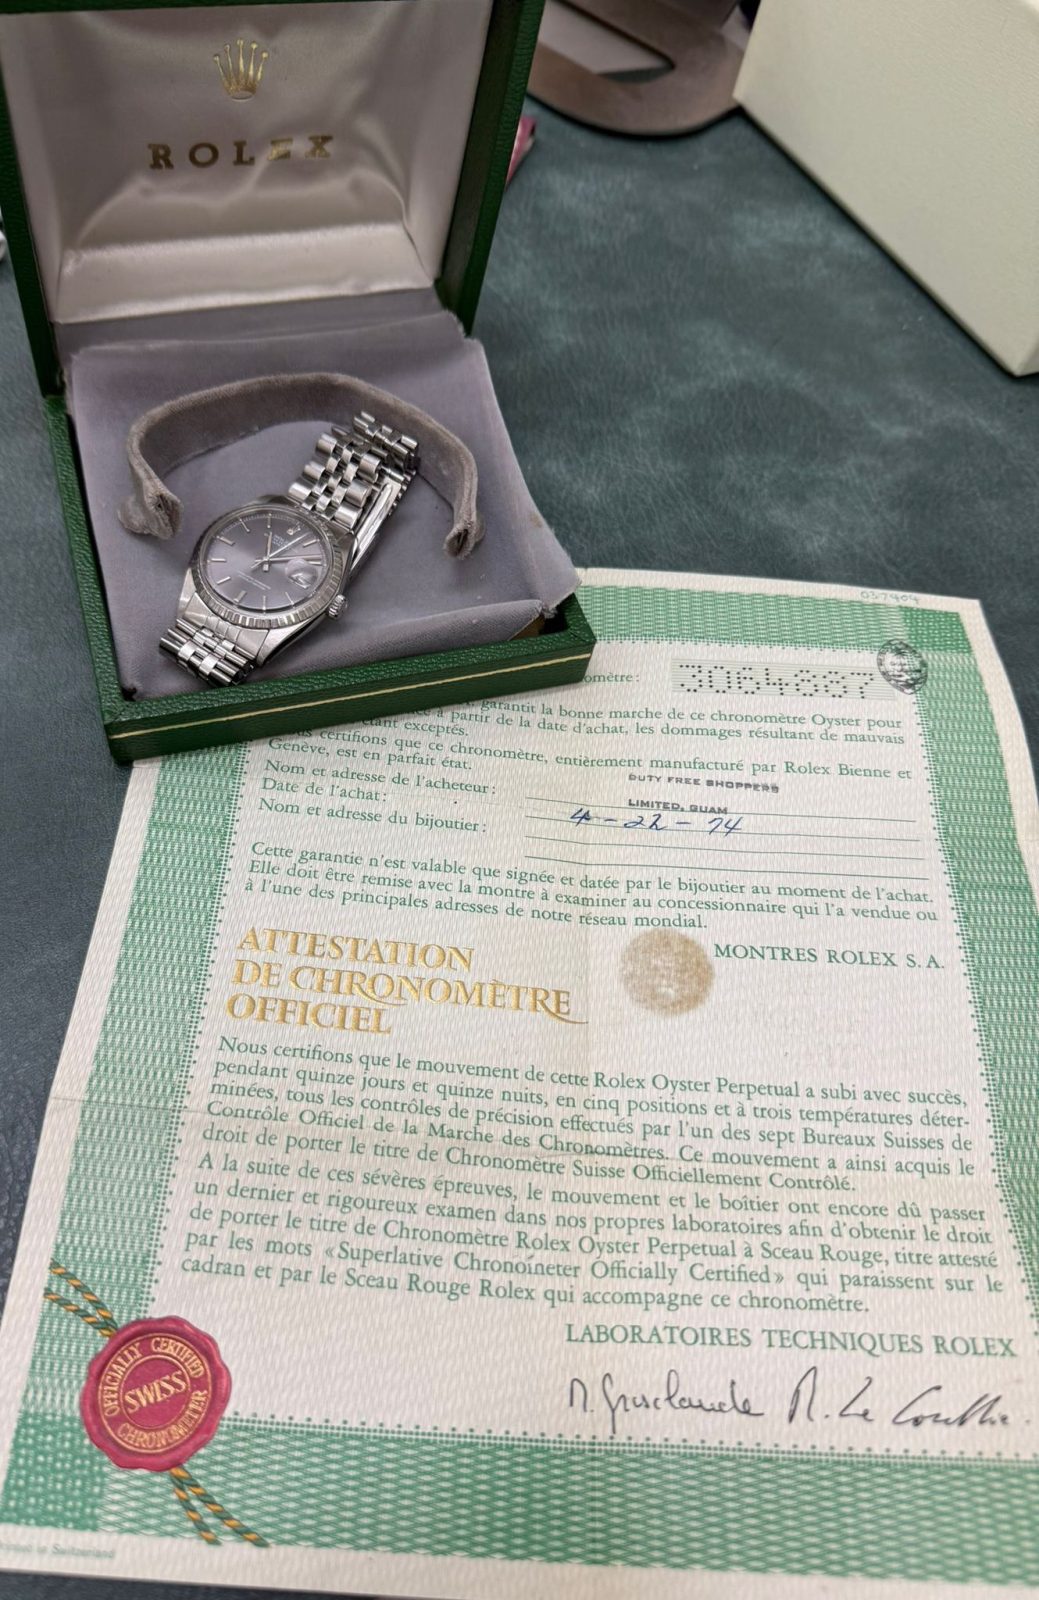 ROLEX
037404
omètre: 3064667
garantit la bonne marche de ce chronomètre Oyster pour
à partir de la date d'achat, les dommages résultant de mauvais
étant exceptés.
certifions que ce chronomètre, entièrement manufacturé par Rolex Bienne et
Genève, est en parfait état.
Nom et adresse de l'acheteur: DUTY FREE SHOPPERS
LIMITED, GUAM
Date de l'achat: 4-22-74
Nom et adresse du bijoutier:
Cette garantie n'est valable que signée et datée par le bijoutier au moment de l'achat.
Elle doit être remise avec la montre à examiner au concessionnaire qui l'a vendue ou
à l'une des principales adresses de notre réseau mondial.
MONTRES ROLEX S. A.
ATTESTATION
DE CHRONOMÈTRE
OFFICIEL
Nous certifions que le mouvement de cette Rolex Oyster Perpetual a subi avec succès,
pendant quinze jours et quinze nuits, en cinq positions et à trois températures déter-
minées, tous les contrôles de précision effectués par l'un des sept Bureaux Suisses de
Contrôle Officiel de la Marche des Chronomètres. Ce mouvement a ainsi acquis le
droit de porter le titre de Chronomètre Suisse Officiellement Contrôlé.
A la suite de ces sévères épreuves, le mouvement et le boîtier ont encore dû passer
un dernier et rigoureux examen dans nos propres laboratoires afin d'obtenir le droit
de porter le titre de Chronomètre Rolex Oyster Perpetual à Sceau Rouge, titre attesté
par les mots «Superlative Chronometer Officially Certified» qui paraissent sur le
cadran et par le Sceau Rouge Rolex qui accompagne ce chronomètre.
LABORATOIRES TECHNIQUES ROLEX
OFFICIALLY CERTIFIED
SWISS
CHRONOMETER
in Switzerland